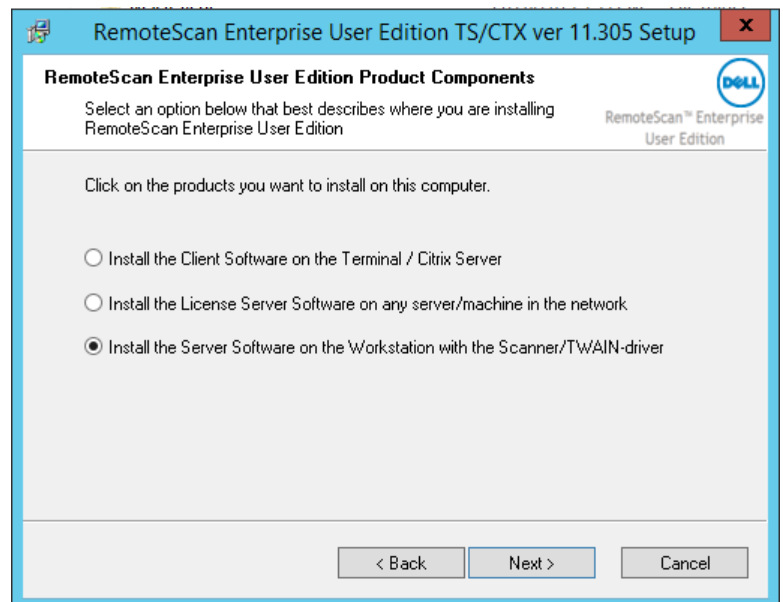 RemoteScan Enterprise User Edition TS/CTX ver 11.305 Setup
x
RemoteScan Enterprise User Edition Product Components
Select an option below that best describes where you are installing
RemoteScan Enterprise User Edition
DELL
RemoteScan™ Enterprise
User Edition
Click on the products you want to install on this computer.
Install the Client Software on the Terminal / Citrix Server
Install the License Server Software on any server/machine in the network
Install the Server Software on the Workstation with the Scanner/TWAIN-driver
< Back
Next >
Cancel